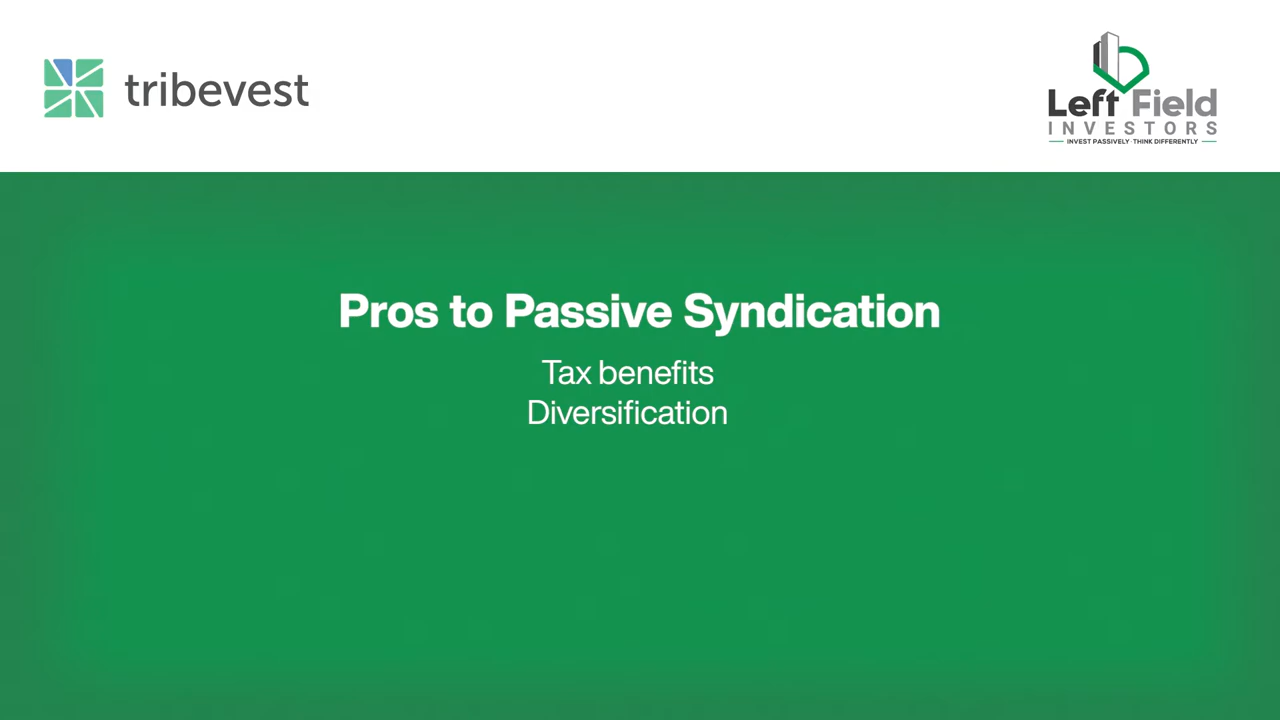 tribevest
Left Field
INVESTORS
INVEST PASSIVELY · THINK DIFFERENTLY
Pros to Passive Syndication
Tax benefits
Diversification